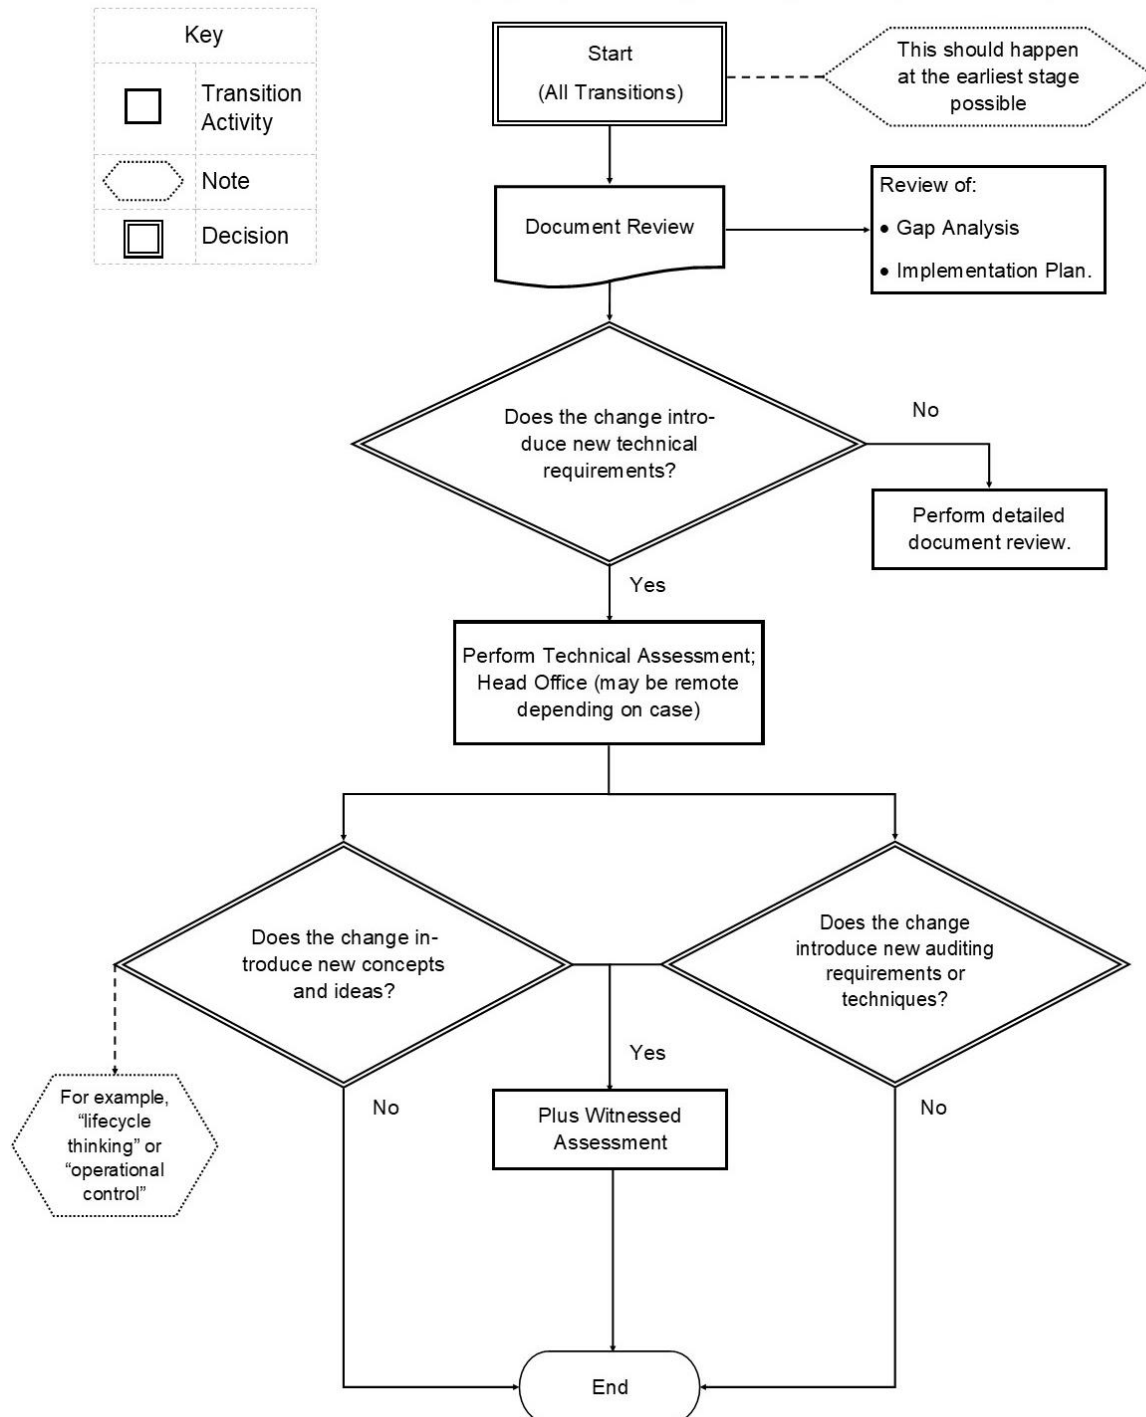 Key
Transition
Activity
Note
Decision
Start
(All Transitions)
This should happen
at the earliest stage
possible
Document Review
Review of:
● Gap Analysis
● Implementation Plan.
Does the change intro-
duce new technical
requirements?
No
Perform detailed
document review.
Yes
Perform Technical Assessment;
Head Office (may be remote
depending on case)
Does the change in-
troduce new concepts
and ideas?
Does the change
introduce new auditing
requirements or
techniques?
For example,
“lifecycle
thinking” or
“operational
control”
No
Yes
Plus Witnessed
Assessment
No
End